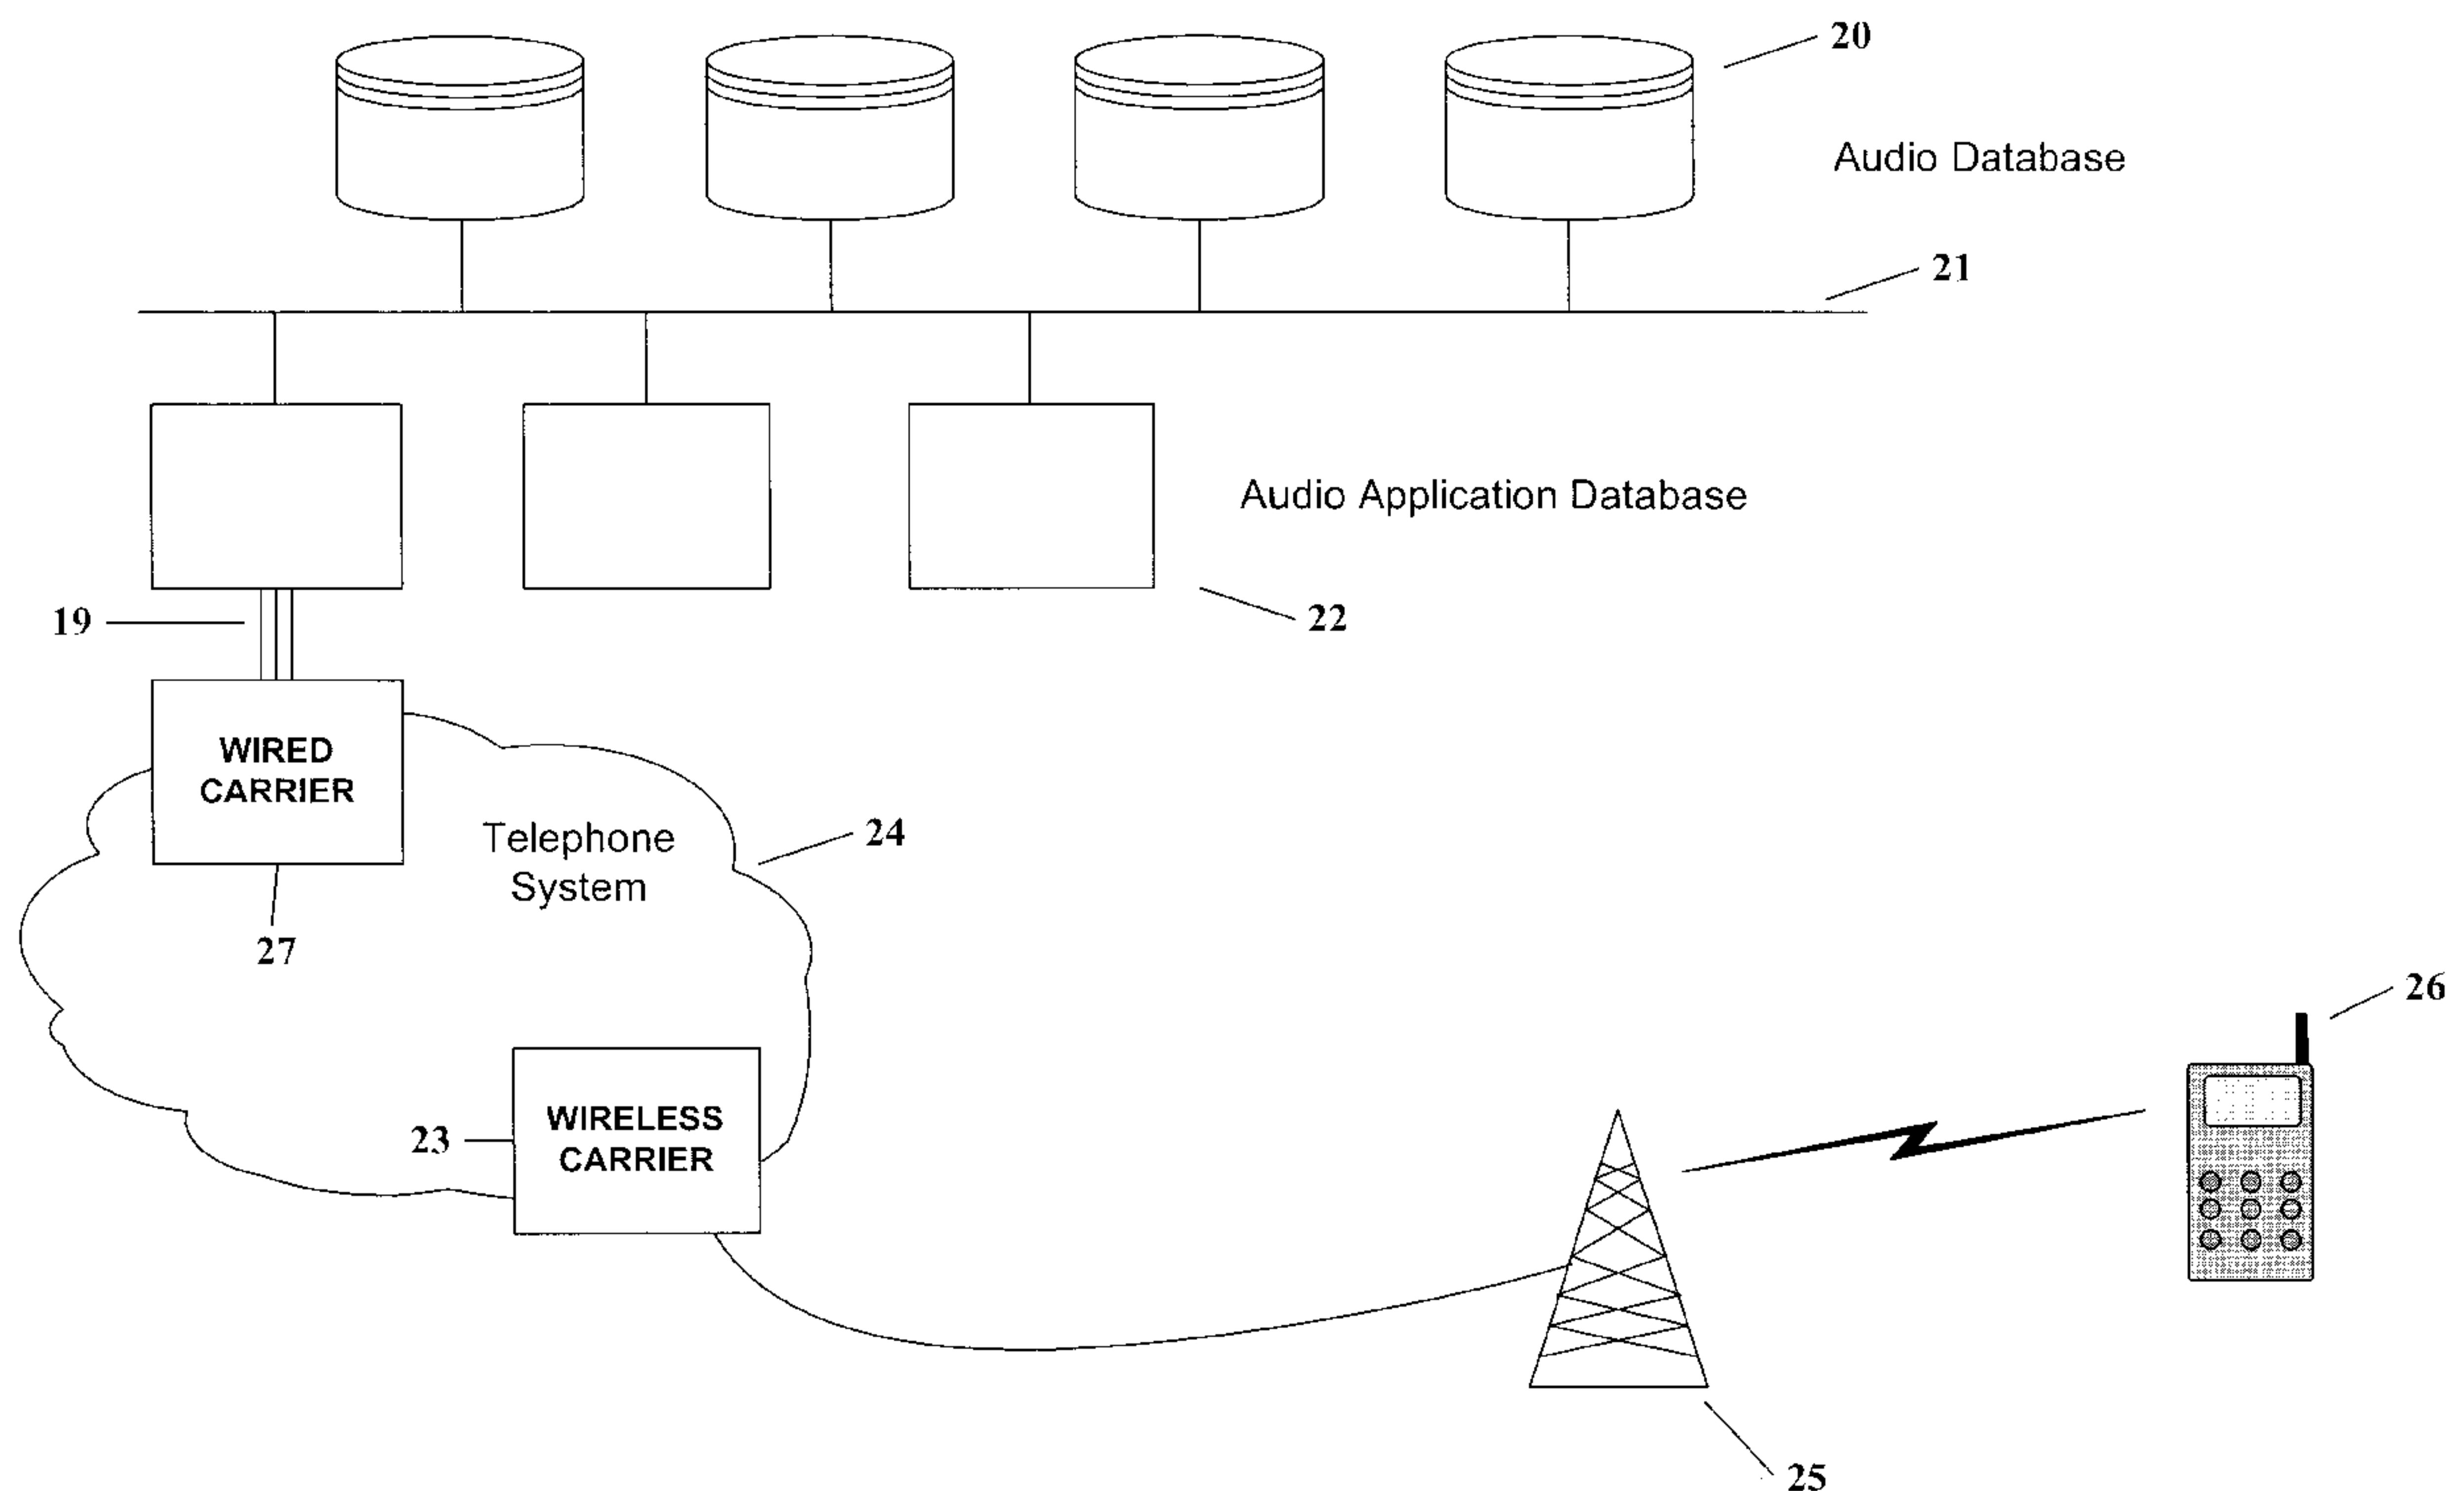 20
Audio Database
21
Audio Application Database
19
22
WIRED
CARRIER
Telephone
System
24
27
26
23
WIRELESS
CARRIER
25